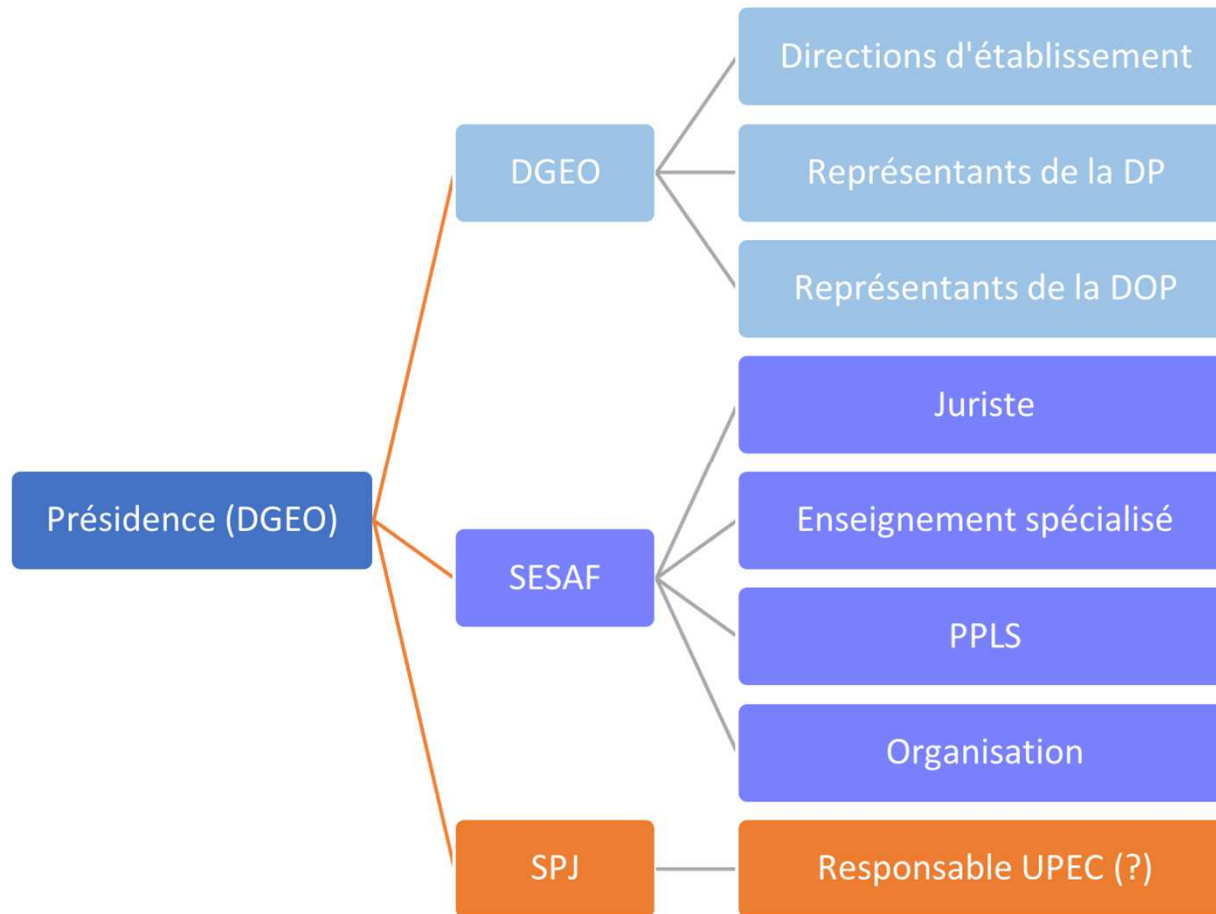 Présidence (DGEO)
DGEO
Directions d'établissement
Représentants de la DP
Représentants de la DOP
SESAF
Juriste
Enseignement spécialisé
PPLS
Organisation
SPJ
Responsable UPEC (?)